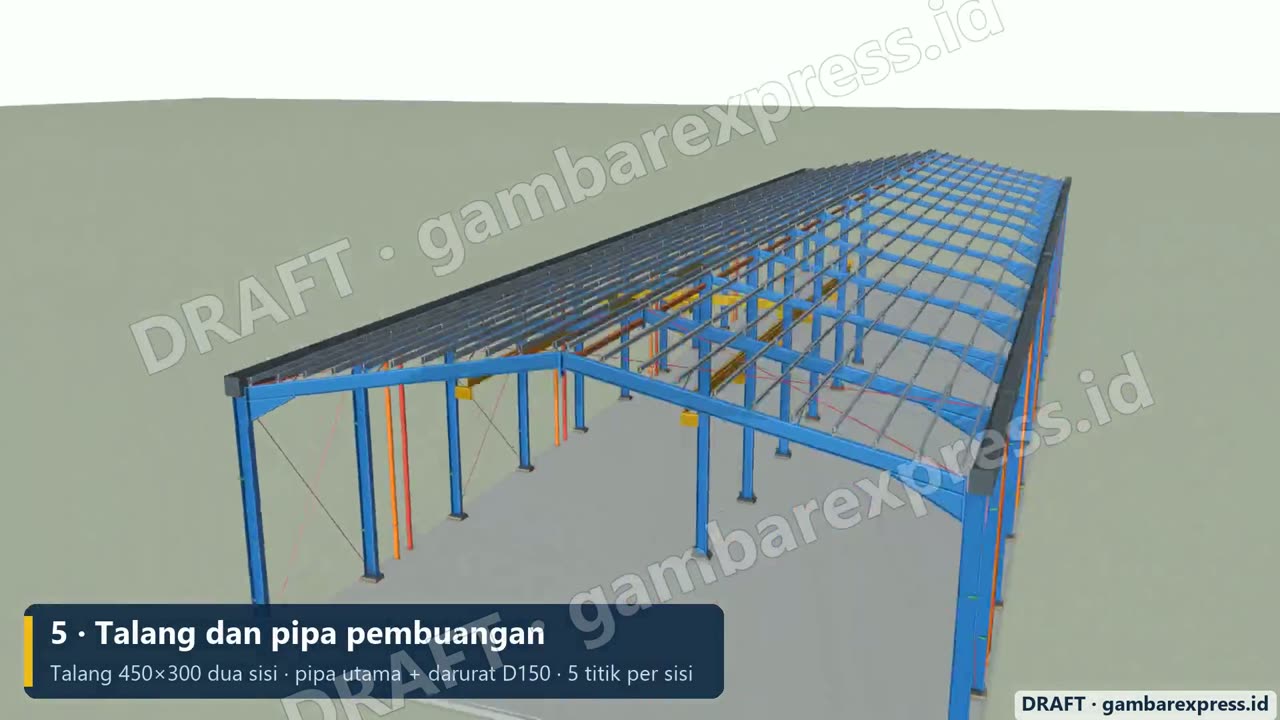 DRAFT · gambarexpress.id
DRAFT · gambarexpress.id
5 · Talang dan pipa pembuangan
Talang 450×300 dua sisi · pipa utama + darurat D150 · 5 titik per sisi
DRAFT · gambarexpress.id